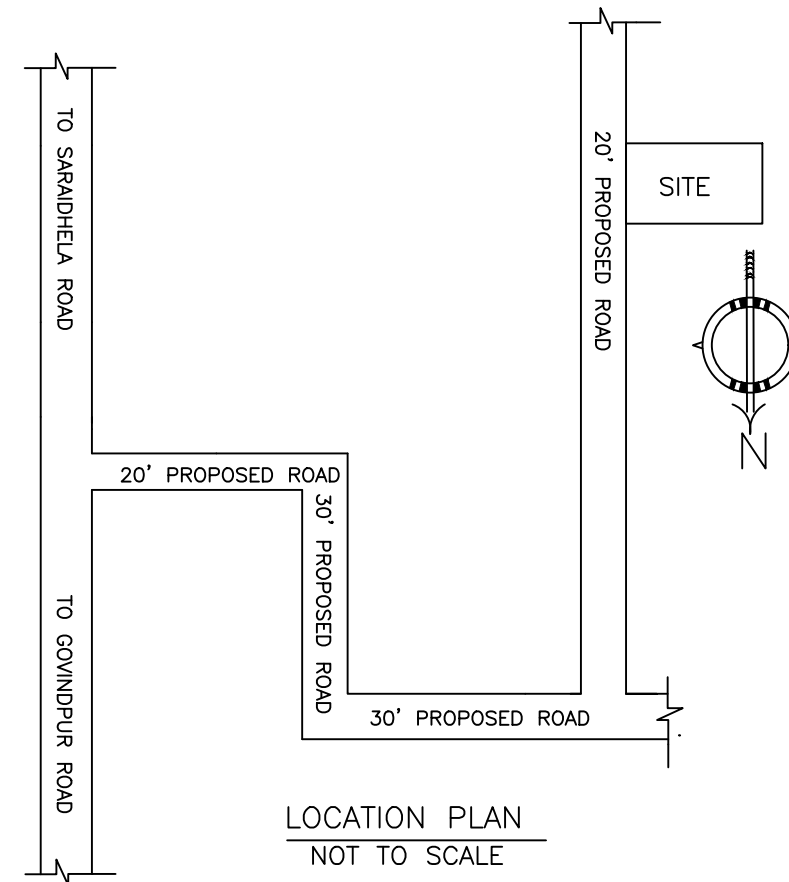 TO SARAIDHELA ROAD
20' PROPOSED ROAD
SITE
N
20' PROPOSED ROAD
30' PROPOSED ROAD
TO GOVINDPUR ROAD
30' PROPOSED ROAD
LOCATION PLAN
NOT TO SCALE